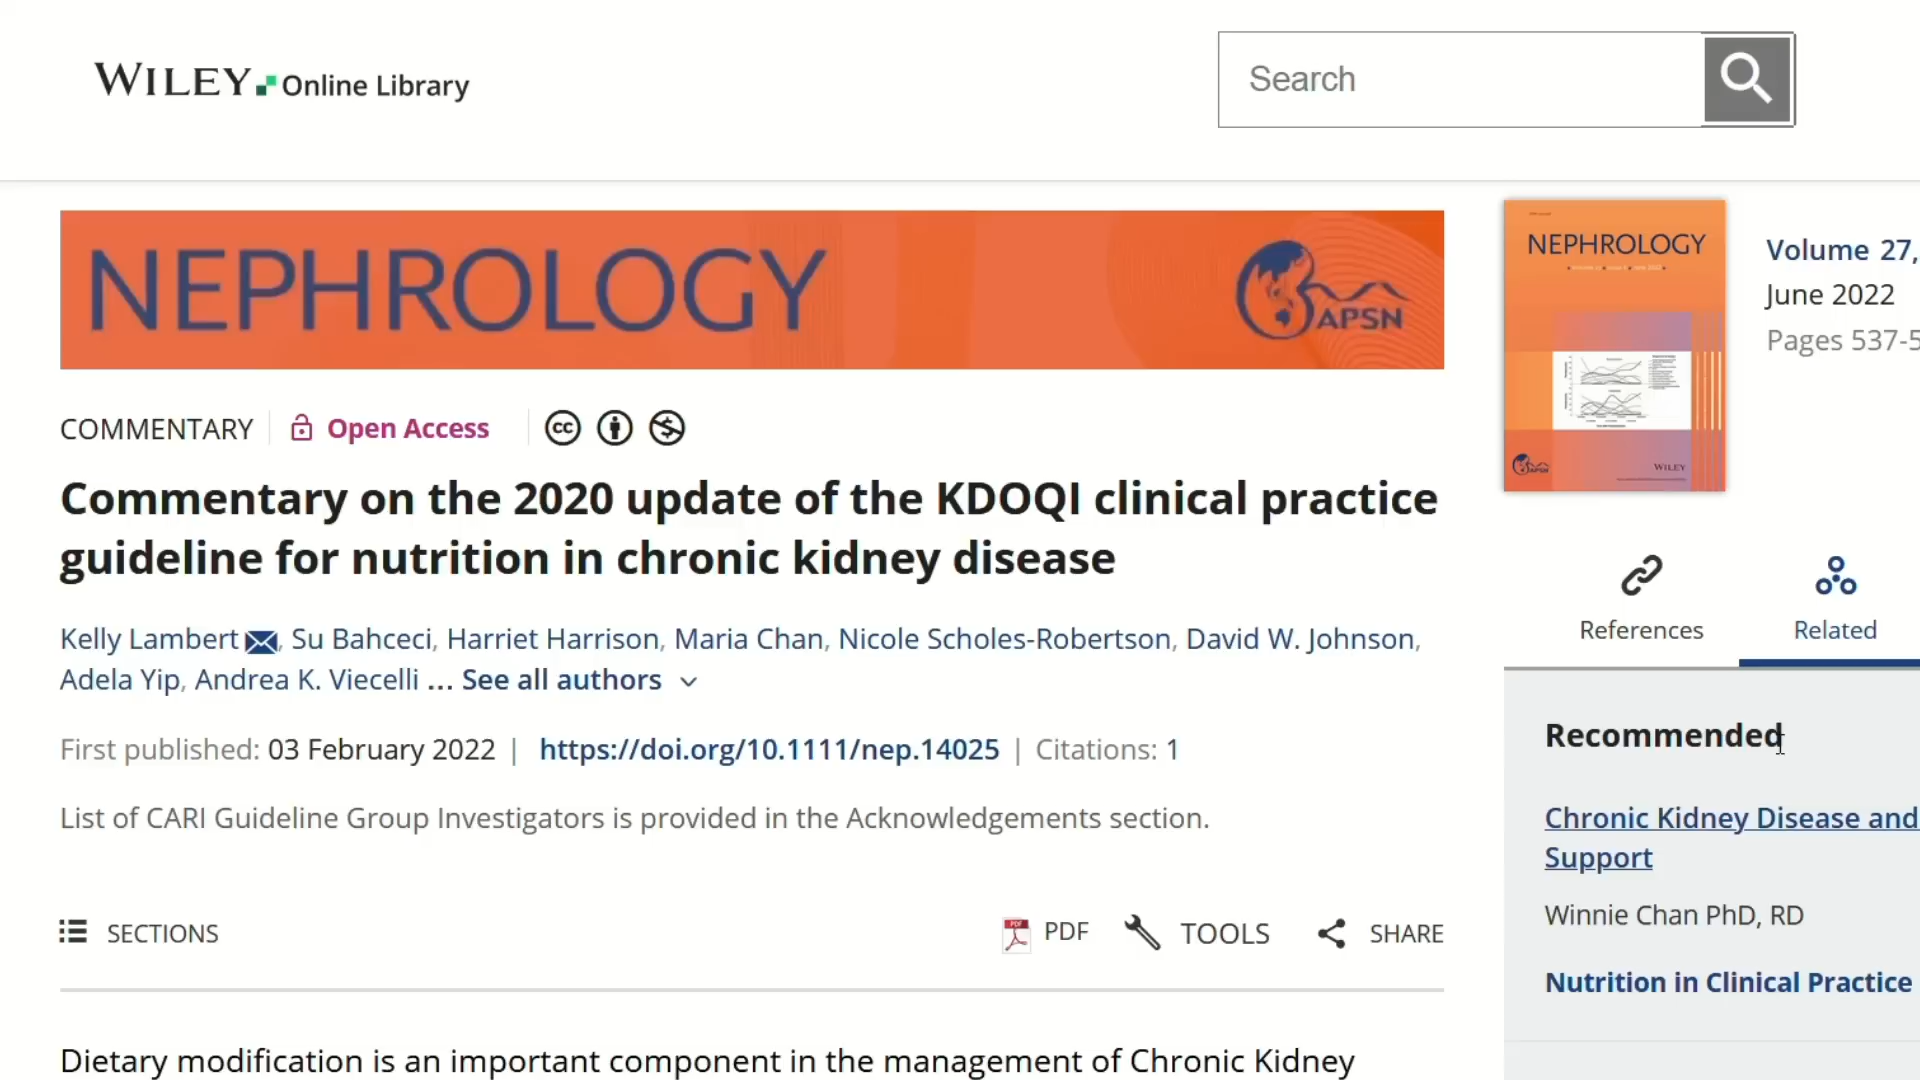 WILEY Online Library
Search
NEPHROLOGY
APSN
COMMENTARY
Open Access
Commentary on the 2020 update of the KDOQI clinical practice
guideline for nutrition in chronic kidney disease
Kelly Lambert, Su Bahceci, Harriet Harrison, Maria Chan, Nicole Scholes-Robertson, David W. Johnson,
Adela Yip, Andrea K. Viecelli ... See all authors
First published: 03 February 2022 | https://doi.org/10.1111/nep.14025 | Citations: 1
List of CARI Guideline Group Investigators is provided in the Acknowledgements section.
SECTIONS
PDF
TOOLS
SHARE
Dietary modification is an important component in the management of Chronic Kidney
NEPHROLOGY
APSN
WILEY
Volume 27,
June 2022
Pages 537-5
References
Related
Recommended
Chronic Kidney Disease and
Support
Winnie Chan PhD, RD
Nutrition in Clinical Practice